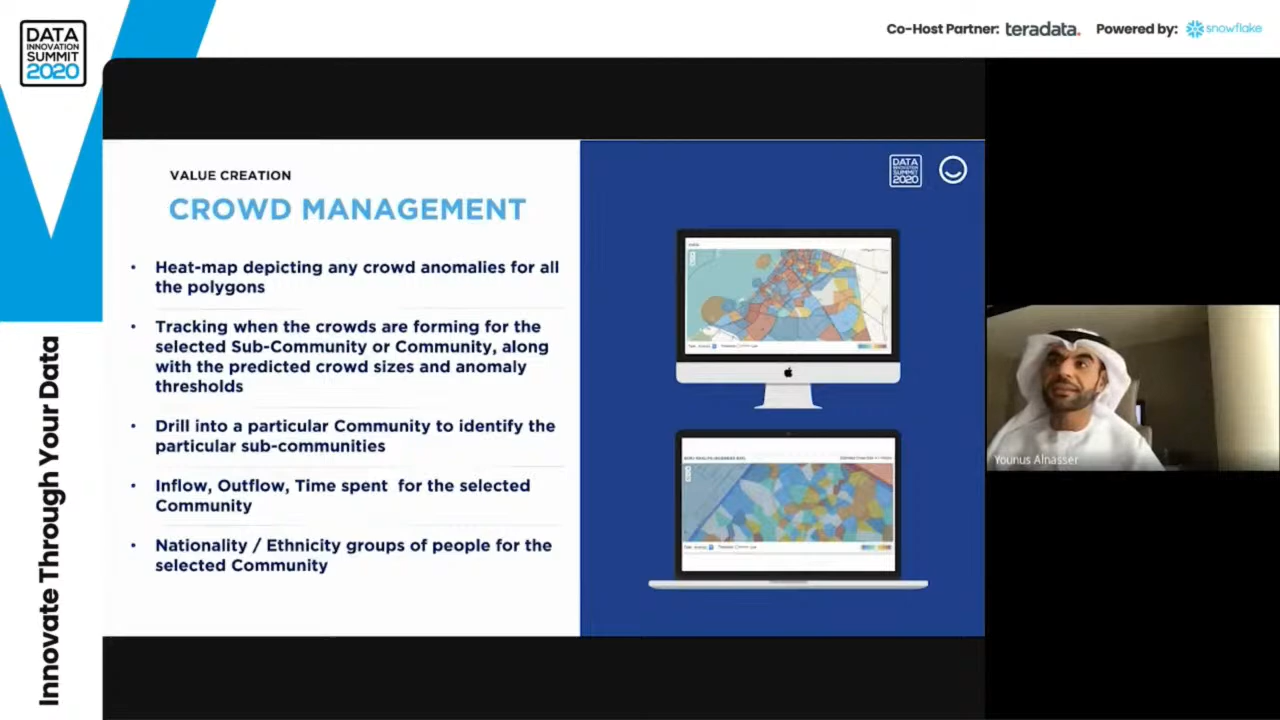 DATA
INNOVATION
SUMMIT
2020
Co-Host Partner: teradata. Powered by: snowflake
Innovate Through Your Data
VALUE CREATION
CROWD MANAGEMENT
• Heat-map depicting any crowd anomalies for all
the polygons
• Tracking when the crowds are forming for the
selected Sub-Community or Community, along
with the predicted crowd sizes and anomaly
thresholds
• Drill into a particular Community to identify the
particular sub-communities
• Inflow, Outflow, Time spent for the selected
Community
• Nationality / Ethnicity groups of people for the
selected Community
DATA
INNOVATION
SUMMIT
2020
Younus Alnasser